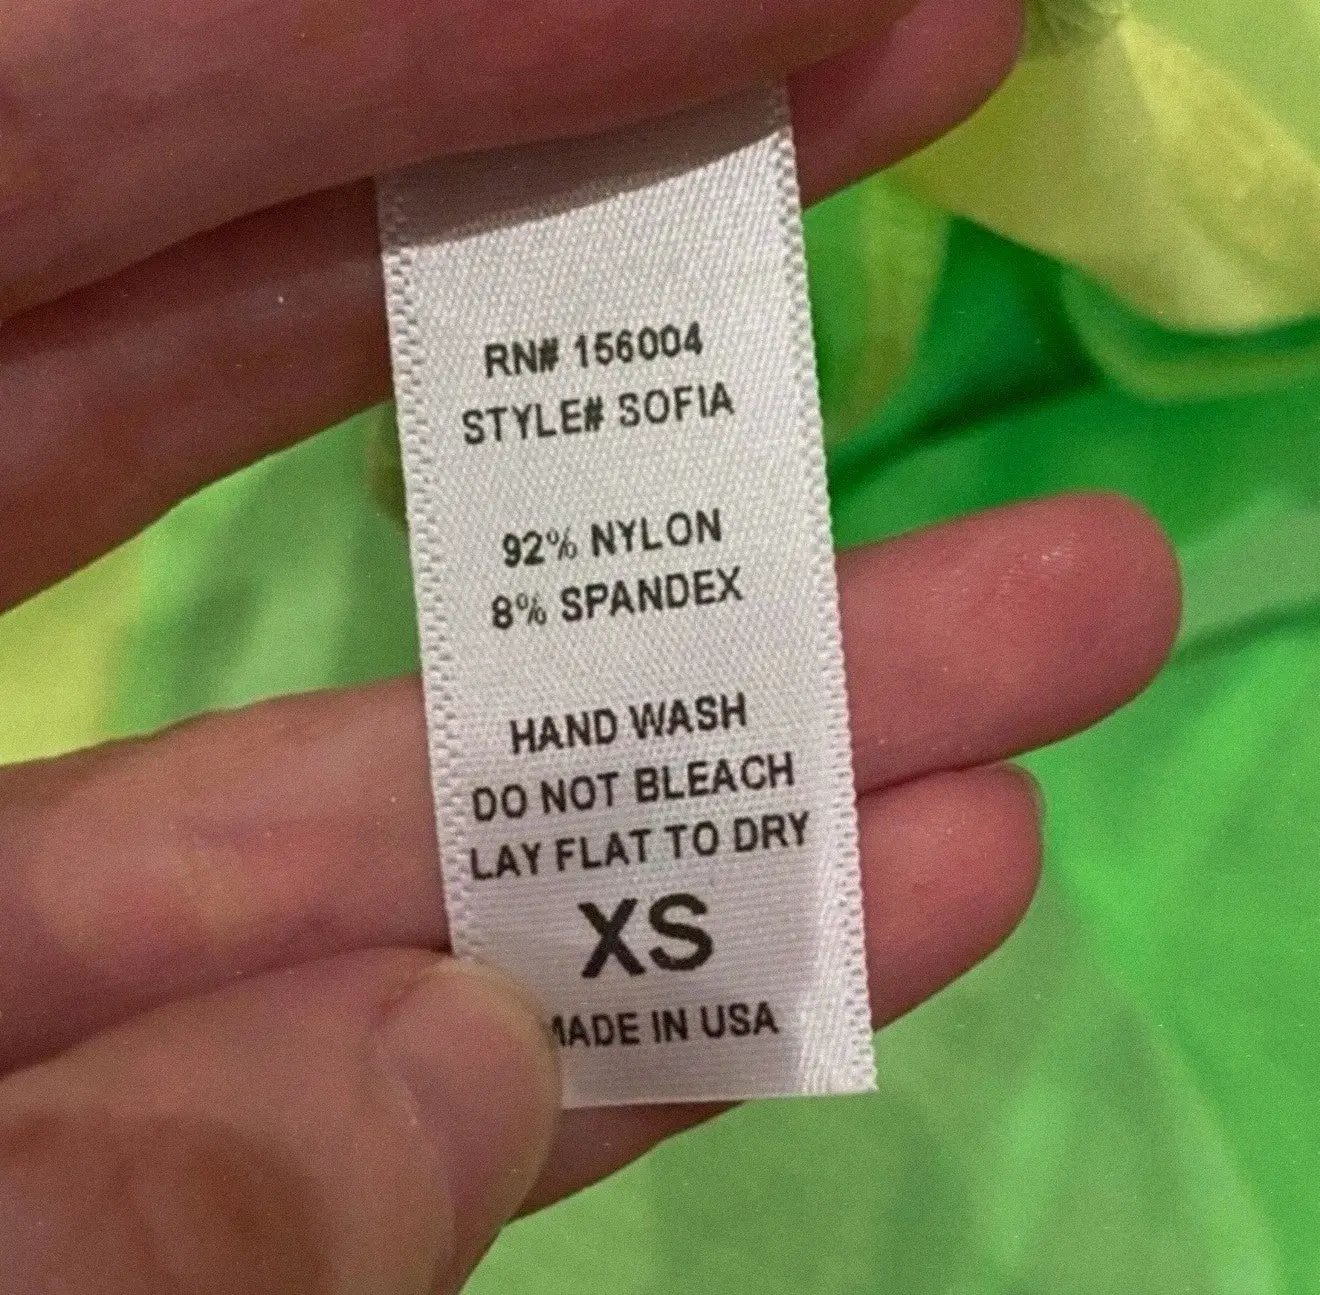 RN# 156004
STYLE# SOFIA
92% NYLON
8% SPANDEX
HAND WASH
DO NOT BLEACH
LAY FLAT TO DRY
XS
MADE IN USA